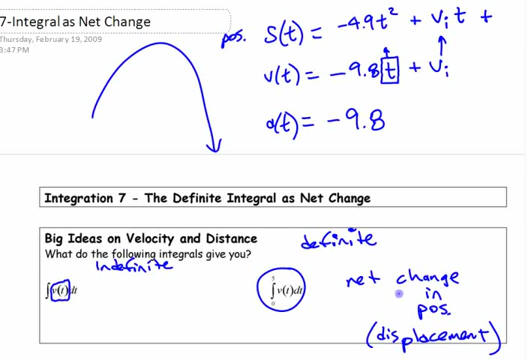 7-Integral as Net Change
Thursday, February 19, 2009
3:47 PM
pos. S(t) = -4.9t² + Vᵢt +
v(t) = -9.8t + Vᵢ
a(t) = -9.8
Integration 7 - The Definite Integral as Net Change
Big Ideas on Velocity and Distance
What do the following integrals give you?
Indefinite
definite
∫v(t)dt
∫₀⁵ v(t)dt
net change
in
pos.
(displacement)